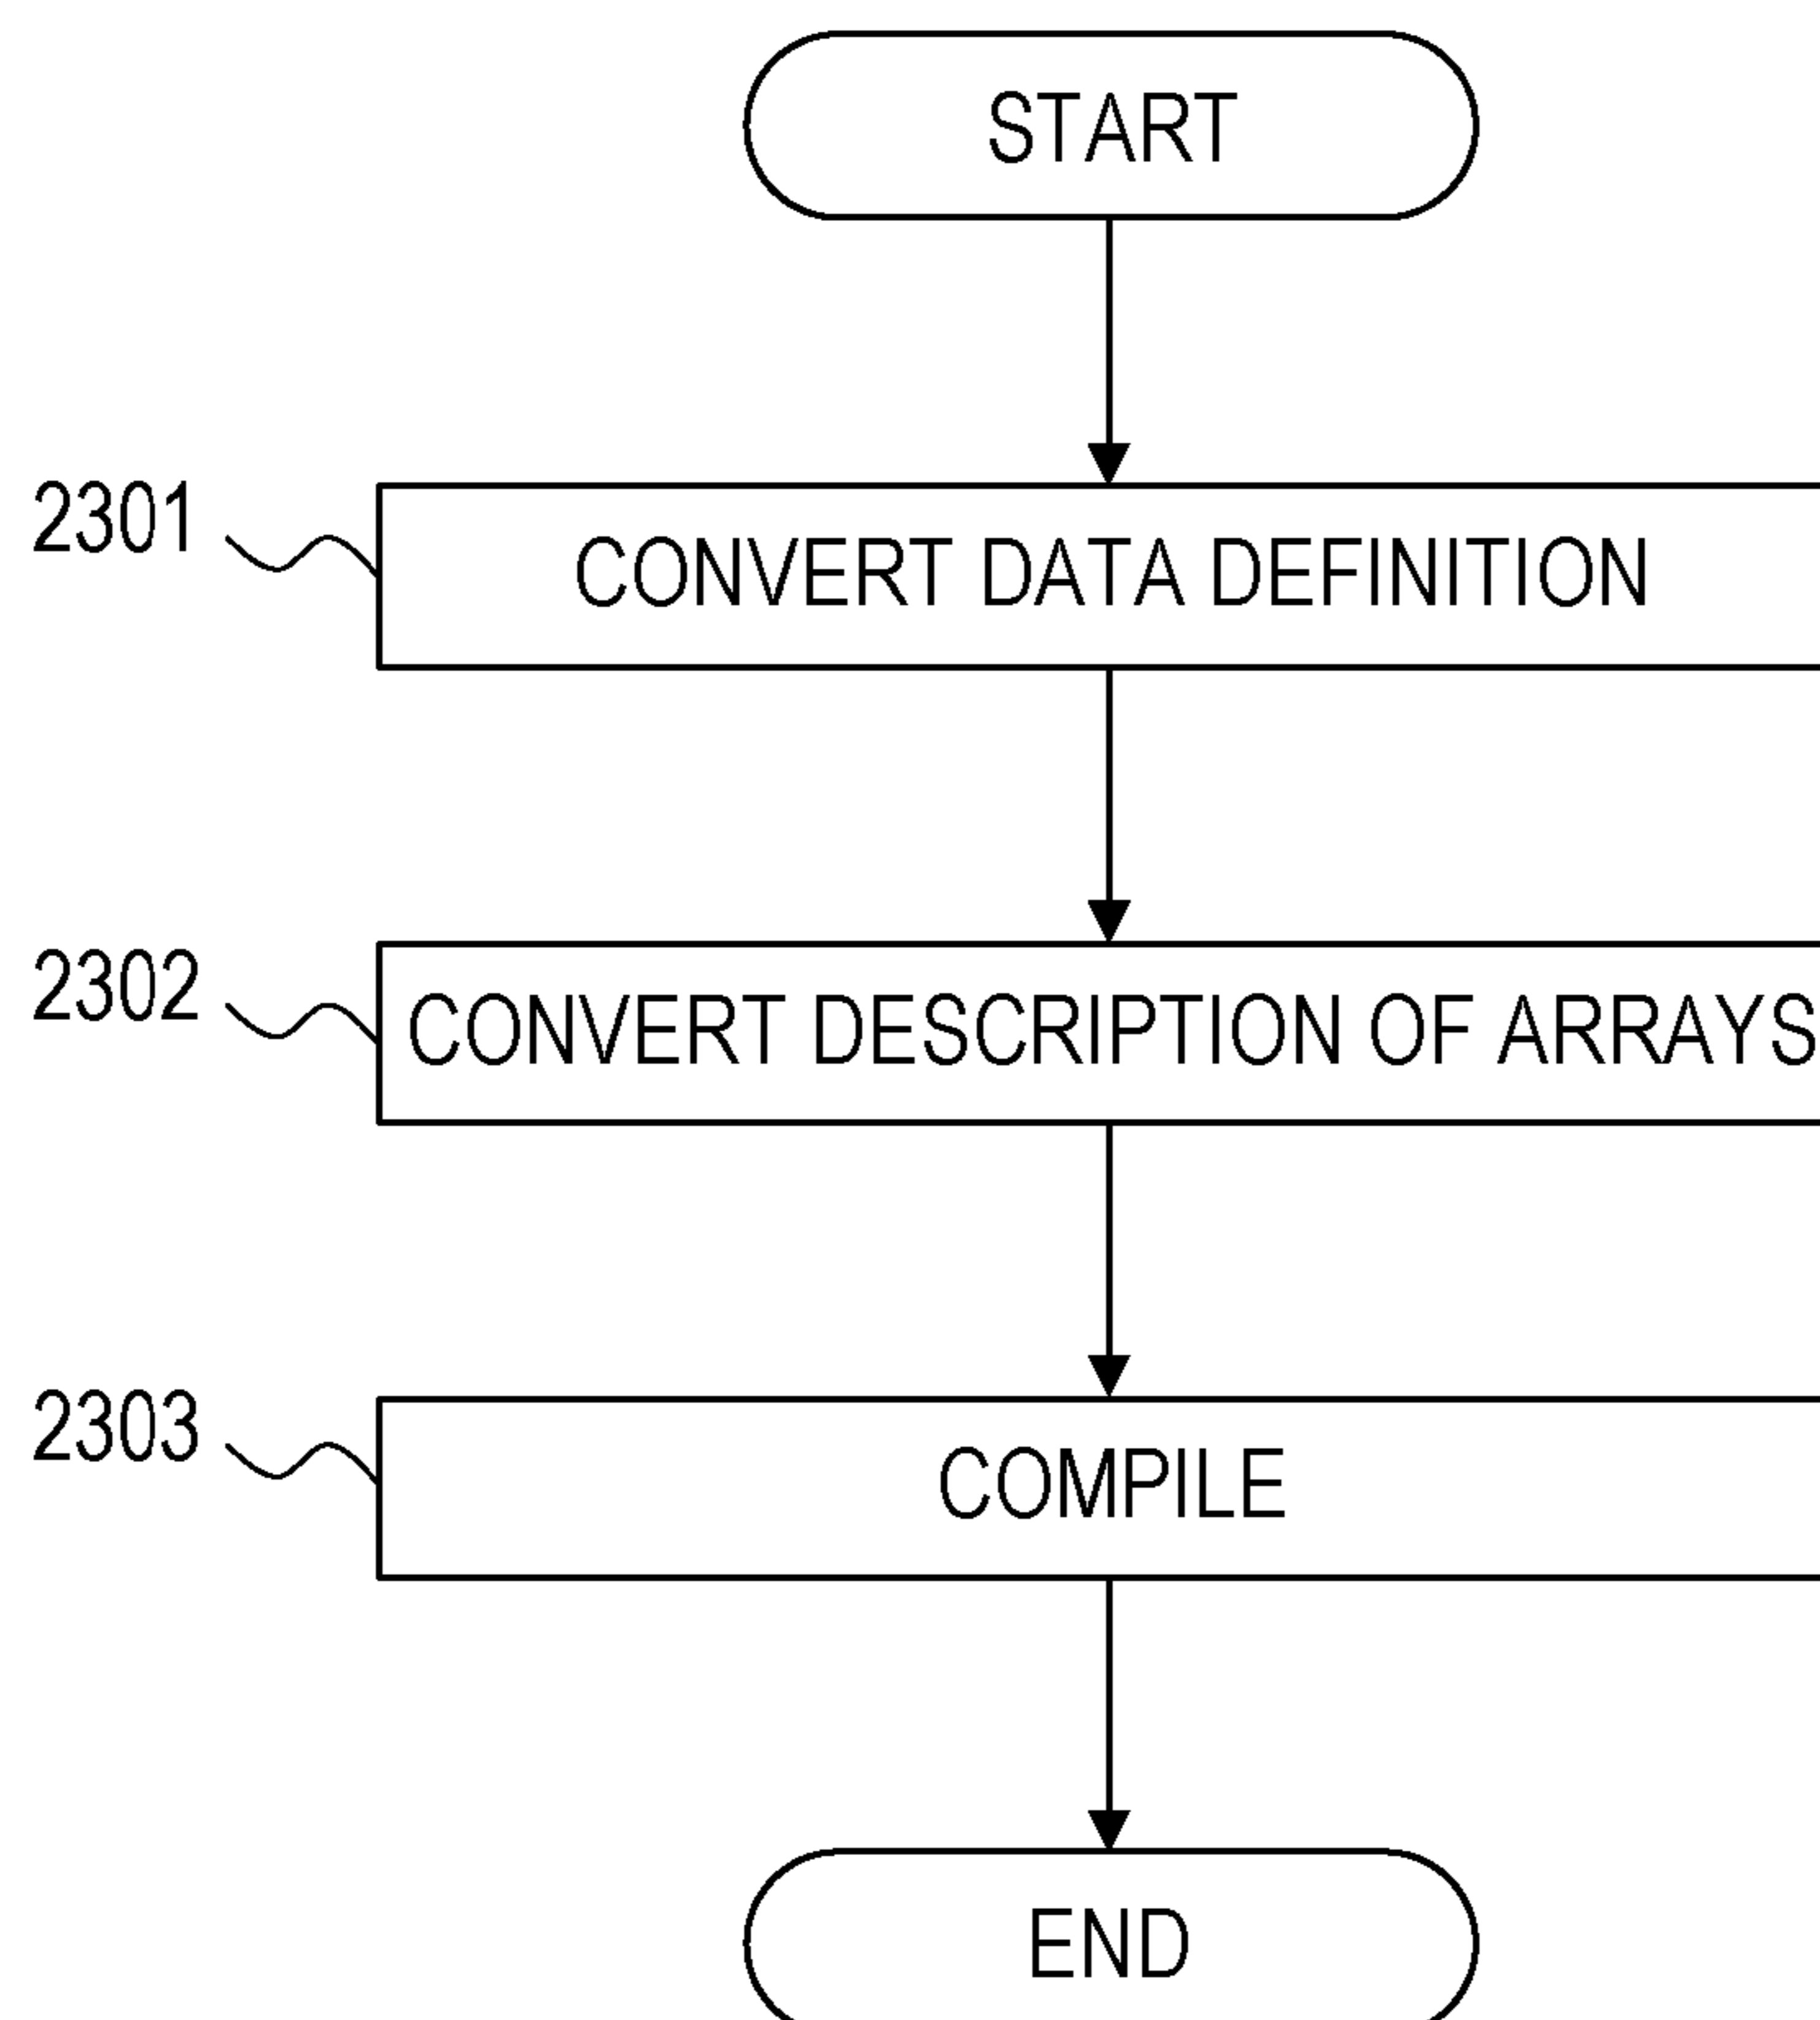 START
2301
CONVERT DATA DEFINITION
2302
CONVERT DESCRIPTION OF ARRAYS
2303
COMPILE
END